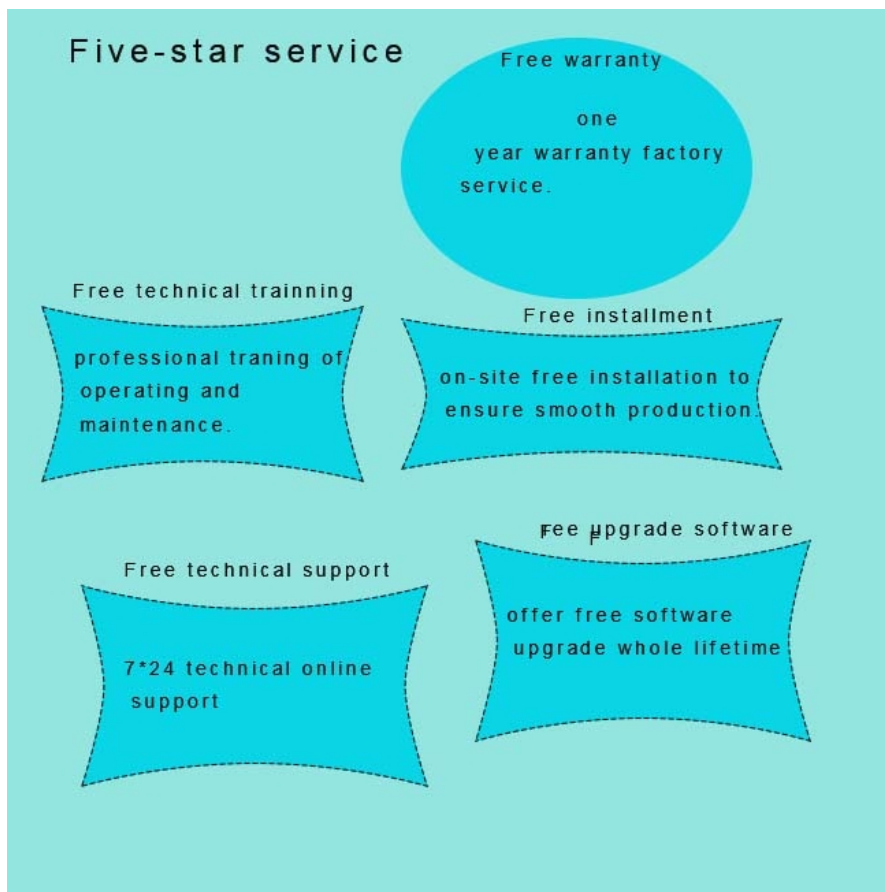 Five-star service
Free warranty
one
year warranty factory
service.
Free technical trainning
professional traning of
operating and
maintenance.
Free installment
on-site free installation to
ensure smooth production.
Free technical support
7*24 technical online
support
Free upgrade software
F
offer free software
upgrade whole lifetime